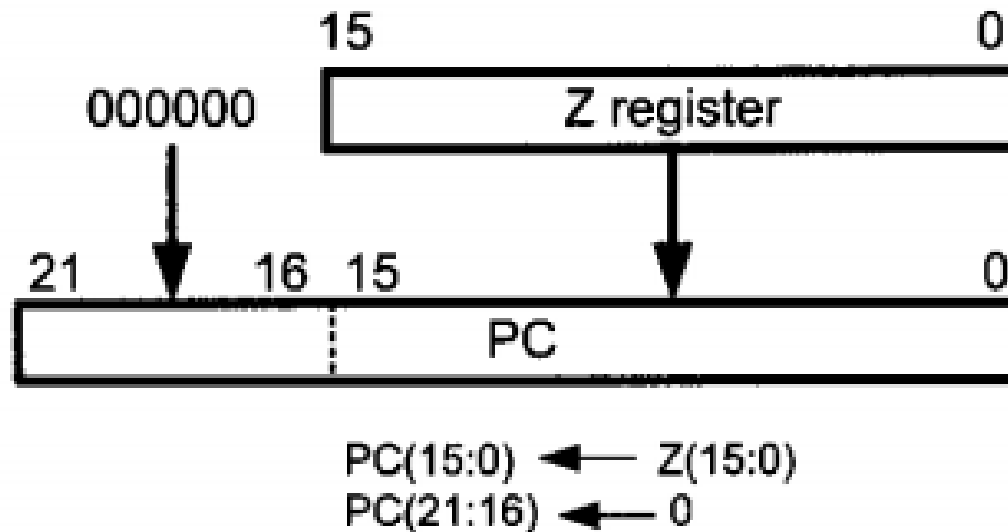 15 0
000000 Z register
21 16 15 0
PC
PC(15:0) ← Z(15:0)
PC(21:16) ← 0